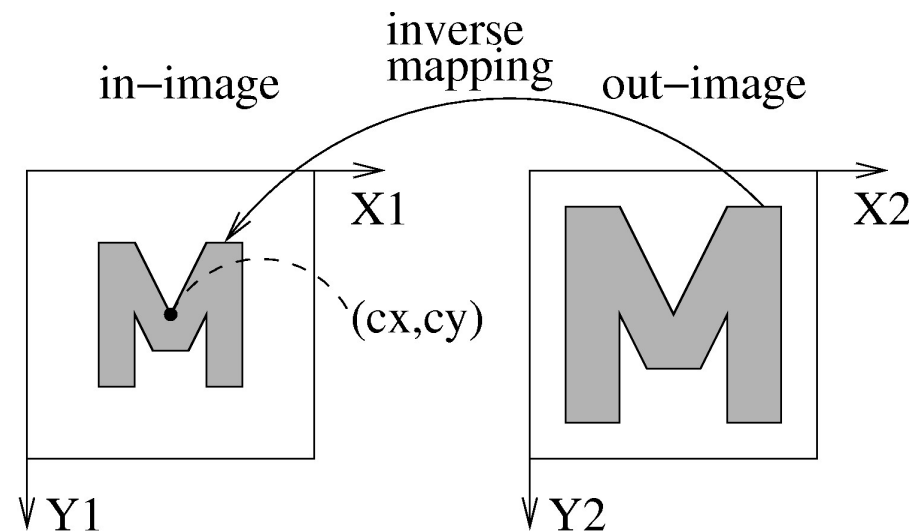 inverse
mapping
in−image
out−image
X1
X2
(cx,cy)
Y1
Y2